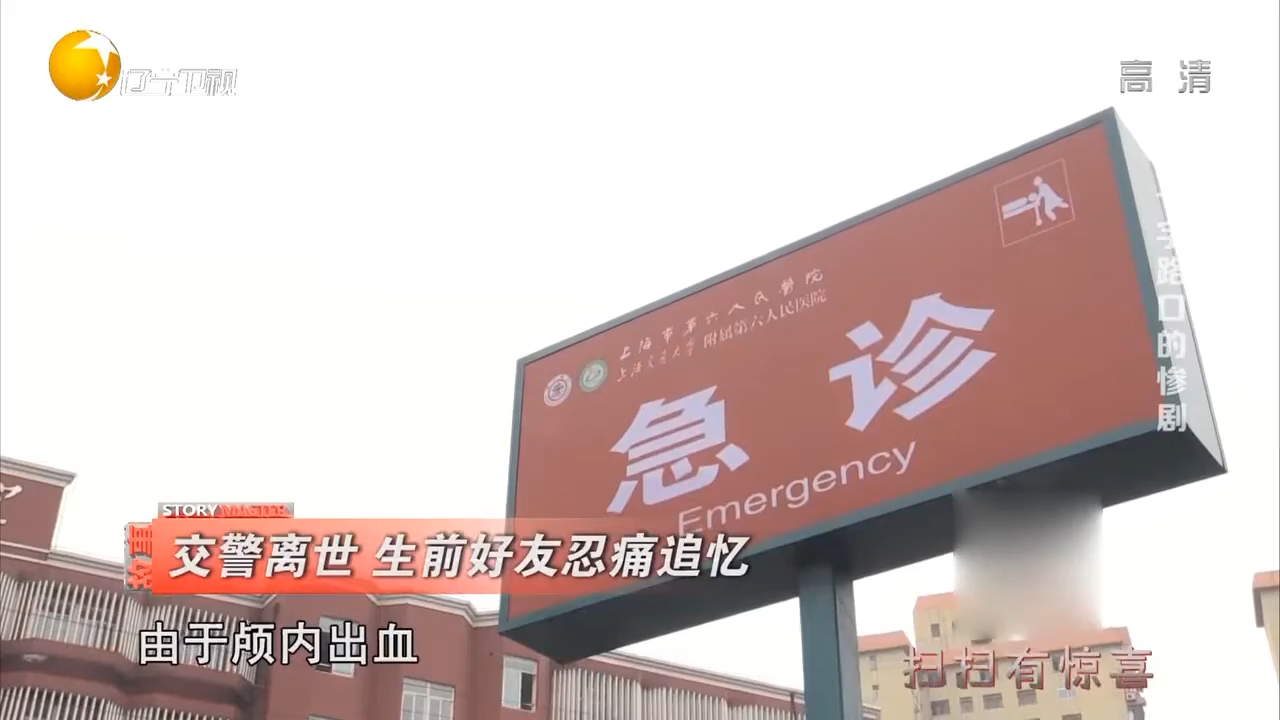 辽宁卫视
高清
上海市第六人民医院
上海交通大学 附属第六人民医院
急诊
Emergency
字路口的惨剧
STORY MASTER
故事
交警离世 生前好友忍痛追忆
由于颅内出血
扫扫有惊喜